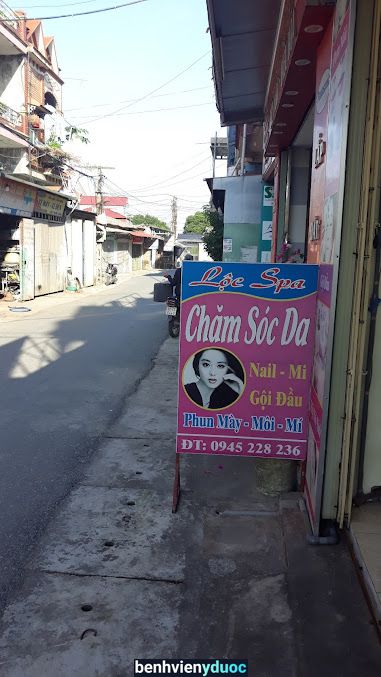 Lộc Spa
Chăm Sóc Da
Nail - Mi
Gội Đầu
Phun Mày - Môi - Mí
ĐT: 0945 228 236
benhvienyduoc